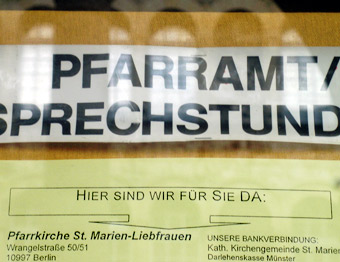 PFARRAMT/
SPRECHSTUND
HIER SIND WIR FÜR SIE DA:
Pfarrkirche St. Marien-Liebfrauen
Wrangelstraße 50/51
10997 Berlin
UNSERE BANKVERBINDUNG:
Kath. Kirchengemeinde St. Marien
Darlehenskasse Münster